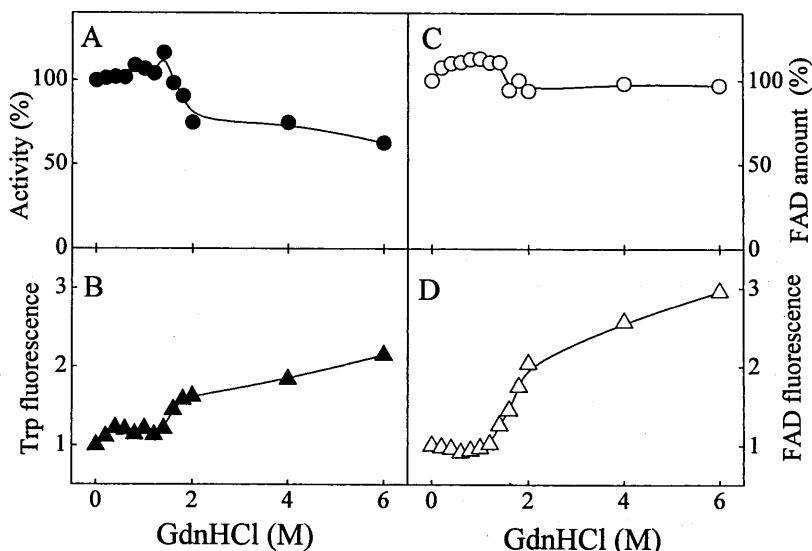 A
100
50
0
Activity (%)
B
3
2
1
Trp fluorescence
0
2
4
6
GdnHCl (M)
C
100
50
0
FAD amount (%)
D
3
2
1
FAD fluorescence
0
2
4
6
GdnHCl (M)